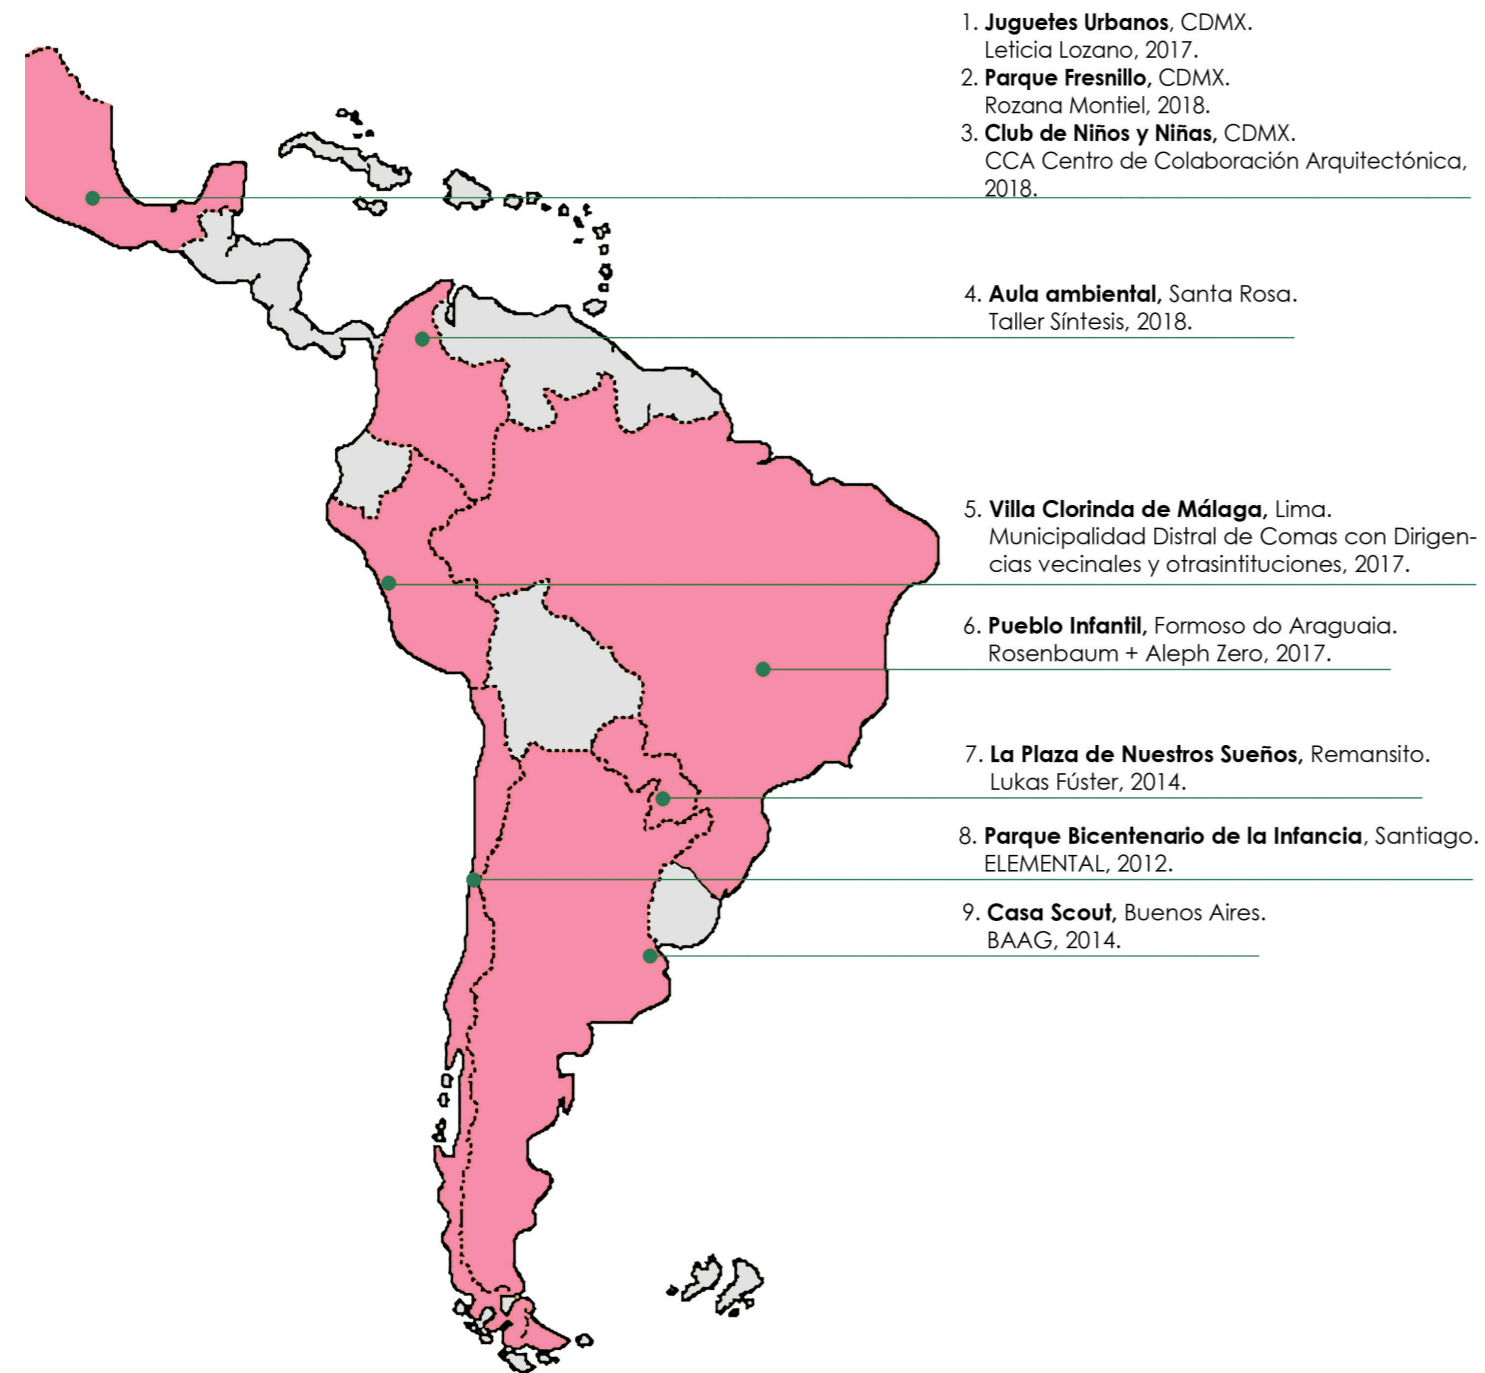 1. Juguetes Urbanos, CDMX.
Leticia Lozano, 2017.
2. Parque Fresnillo, CDMX.
Rozana Montiel, 2018.
3. Club de Niños y Niñas, CDMX.
CCA Centro de Colaboración Arquitectónica,
2018.
4. Aula ambiental, Santa Rosa.
Taller Síntesis, 2018.
5. Villa Clorinda de Málaga, Lima.
Municipalidad Distral de Comas con Dirigen-
cias vecinales y otrasintituciones, 2017.
6. Pueblo Infantil, Formoso do Araguaia.
Rosenbaum + Aleph Zero, 2017.
7. La Plaza de Nuestros Sueños, Remansito.
Lukas Fúster, 2014.
8. Parque Bicentenario de la Infancia, Santiago.
ELEMENTAL, 2012.
9. Casa Scout, Buenos Aires.
BAAG, 2014.